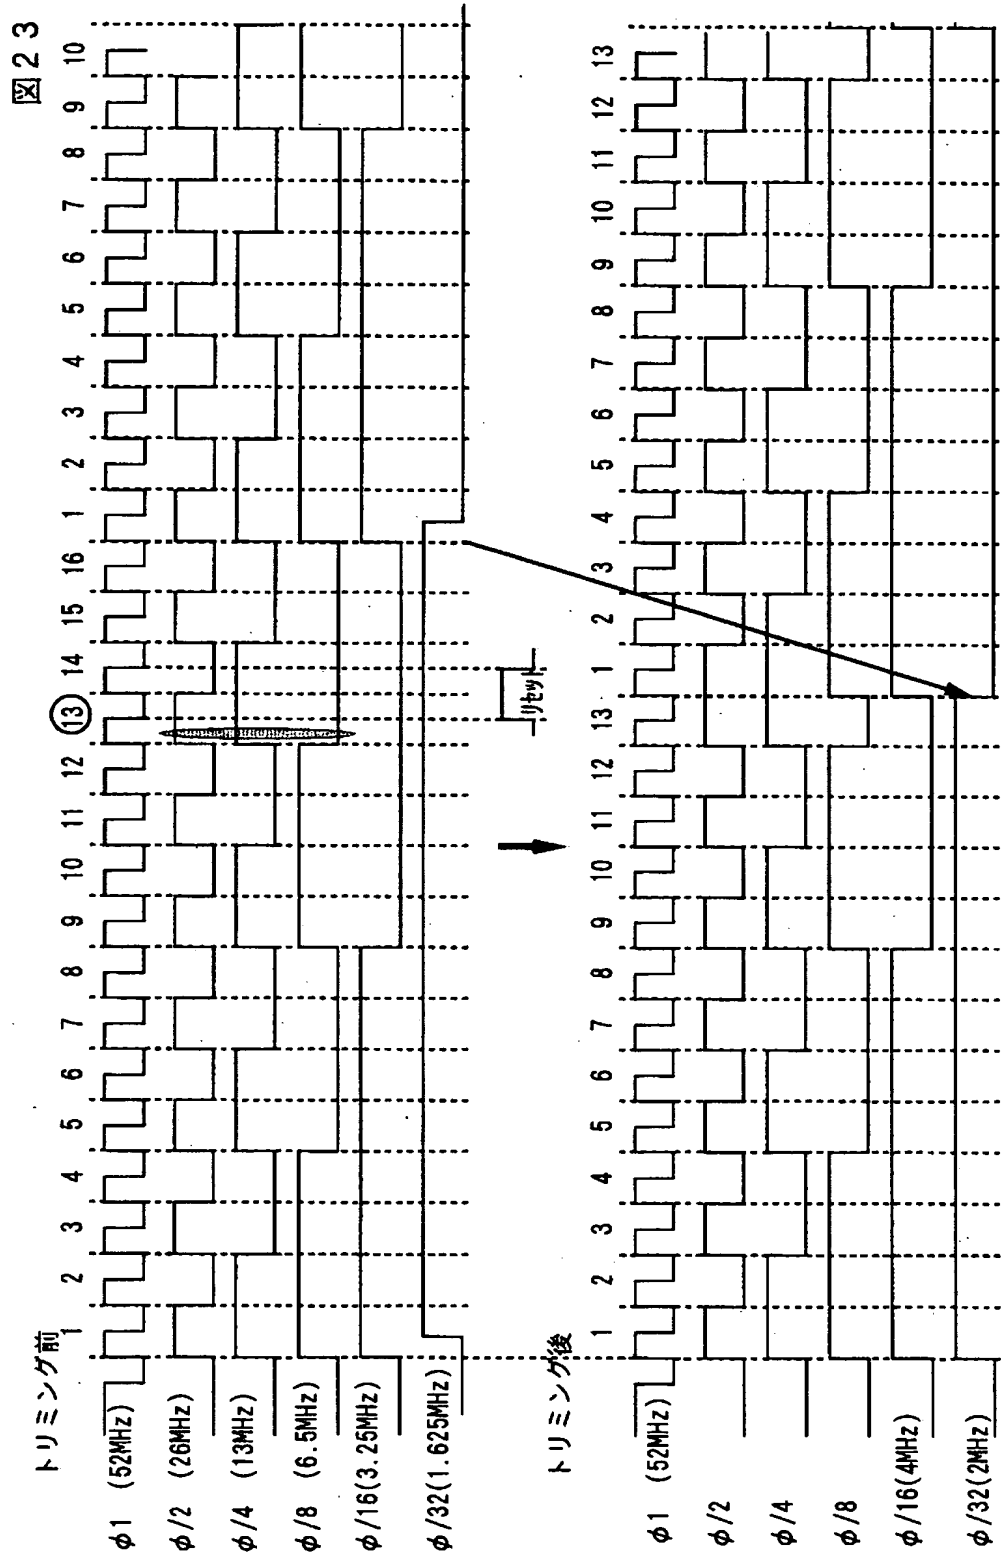 図23
トリミング前
1 2 3 4 5 6 7 8 9 10 11 12 13 14 15 16 1 2 3 4 5 6 7 8 9 10
φ1 (52MHz)
φ/2 (26MHz)
φ/4 (13MHz)
φ/8 (6.5MHz)
φ/16(3.25MHz)
φ/32(1.625MHz)
リセット
トリミング後
1 2 3 4 5 6 7 8 9 10 11 12 13 1 2 3 4 5 6 7 8 9 10 11 12 13
φ1 (52MHz)
φ/2
φ/4
φ/8
φ/16(4MHz)
φ/32(2MHz)